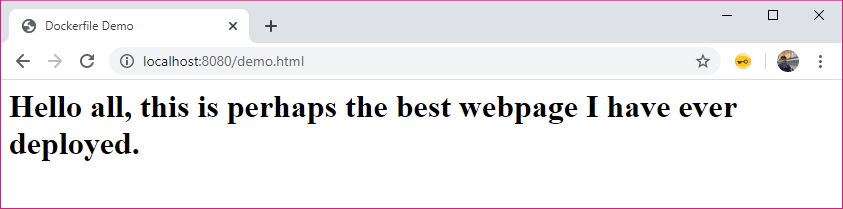 Dockerfile Demo
localhost:8080/demo.html
Hello all, this is perhaps the best webpage I have ever
deployed.